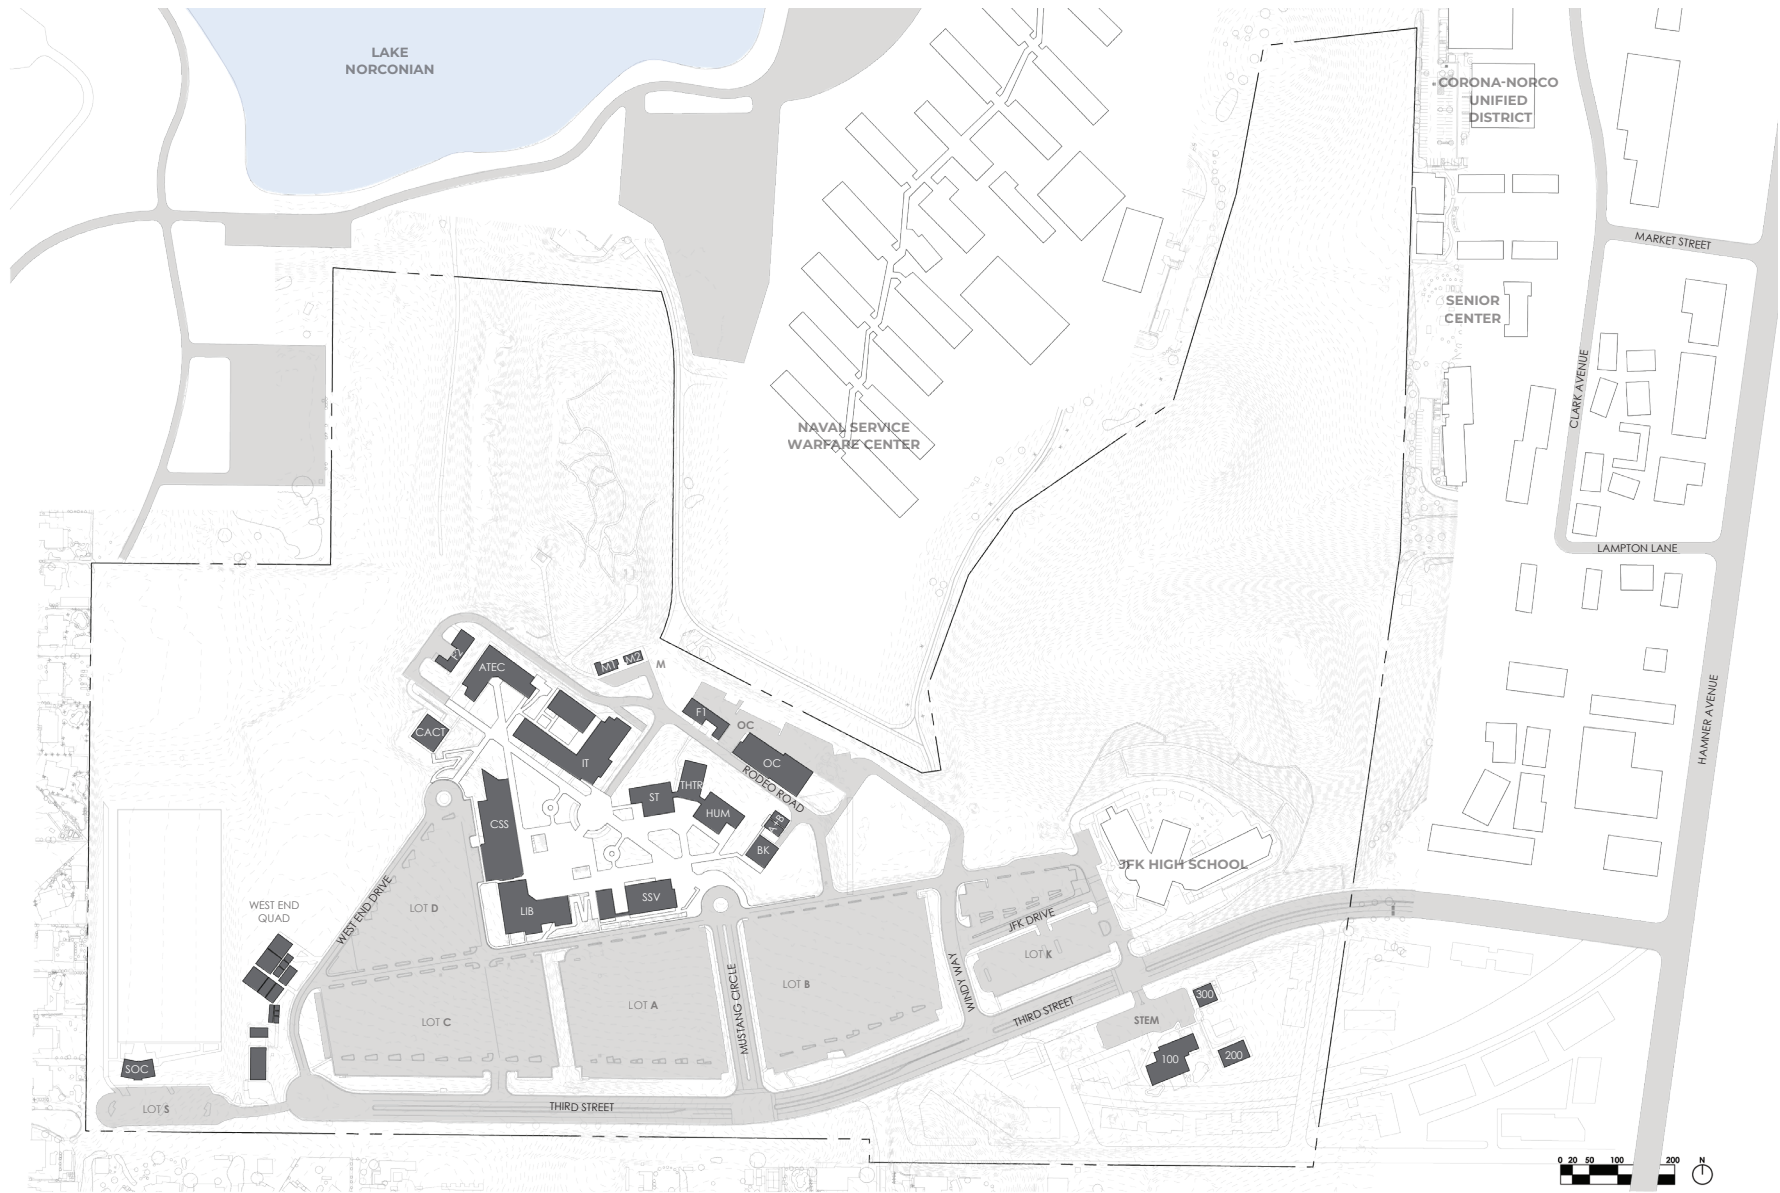 LAKE
NORCONIAN
CORONA-NORCO
UNIFIED
DISTRICT
MARKET STREET
SENIOR
CENTER
CLARK AVENUE
NAVAL SERVICE
WARFARE CENTER
LAMPTON LANE
HAMNER AVENUE
P2
ATEC
M1
M2
M
CACT
F1
OC
IT
OC
RODEO ROAD
ST
THTR
HUM
CSS
A+B
BK
JFK HIGH SCHOOL
WEST END
QUAD
WEST END DRIVE
LOT D
LIB
SSV
JFK DRIVE
LOT K
LOT C
LOT A
LOT B
MUSTANG CIRCLE
WINDY WAY
THIRD STREET
300
STEM
100
200
SOC
LOT S
THIRD STREET
0 20 50 100 200
N